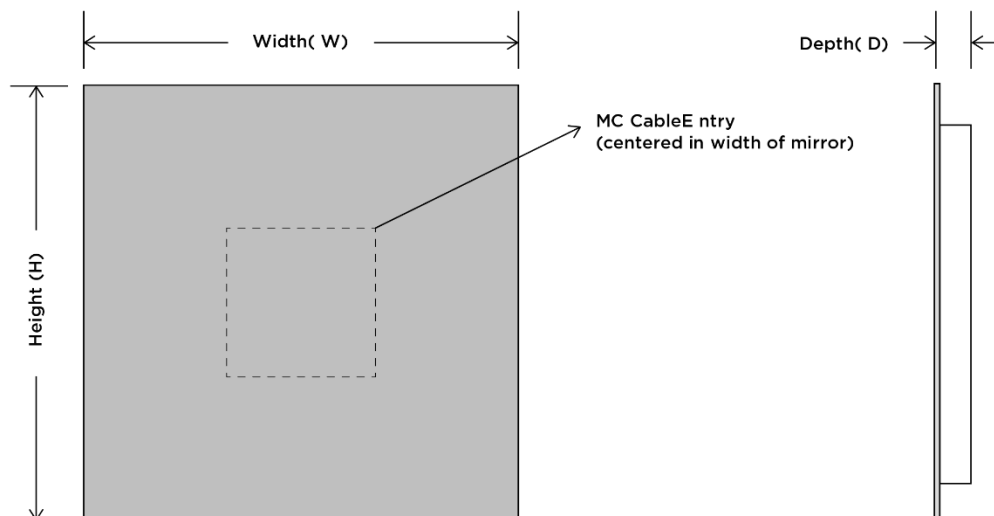 Width( W)
Depth( D)
MC CableE ntry
(centered in width of mirror)
Height (H)